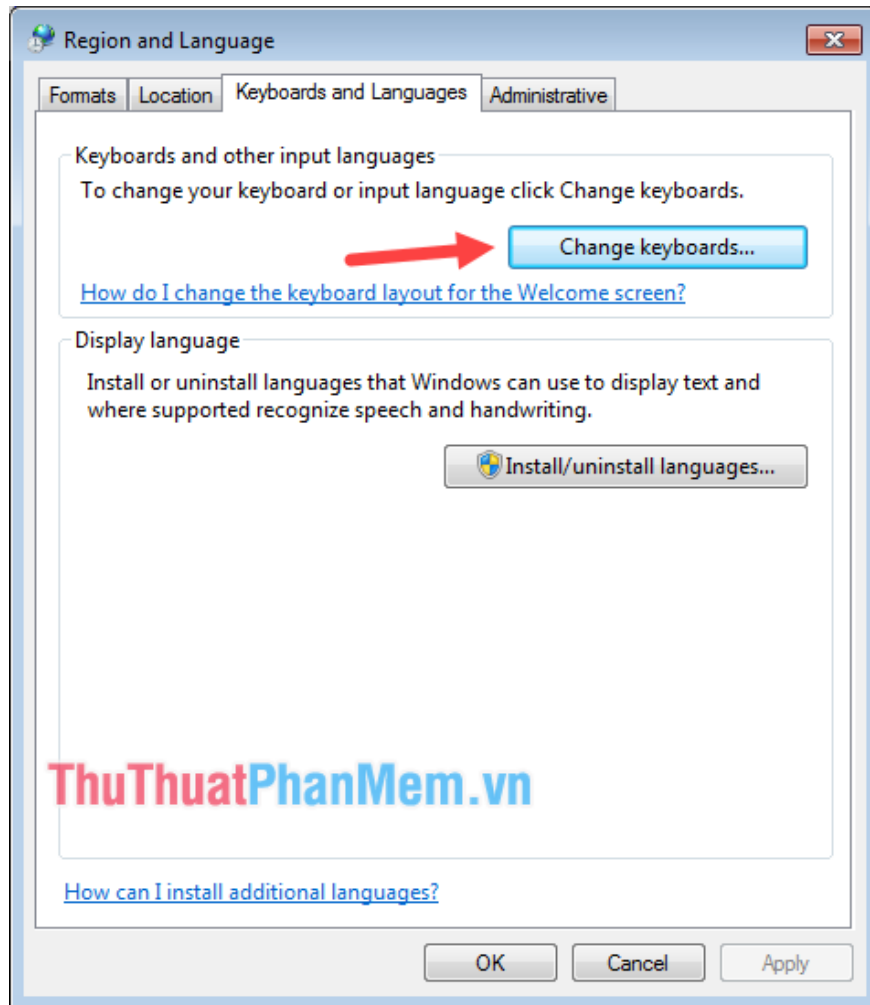 Region and Language
Formats Location Keyboards and Languages Administrative
Keyboards and other input languages
To change your keyboard or input language click Change keyboards.
Change keyboards...
How do I change the keyboard layout for the Welcome screen?
Display language
Install or uninstall languages that Windows can use to display text and
where supported recognize speech and handwriting.
Install/uninstall languages...
ThuThuatPhanMem.vn
How can I install additional languages?
OK Cancel Apply